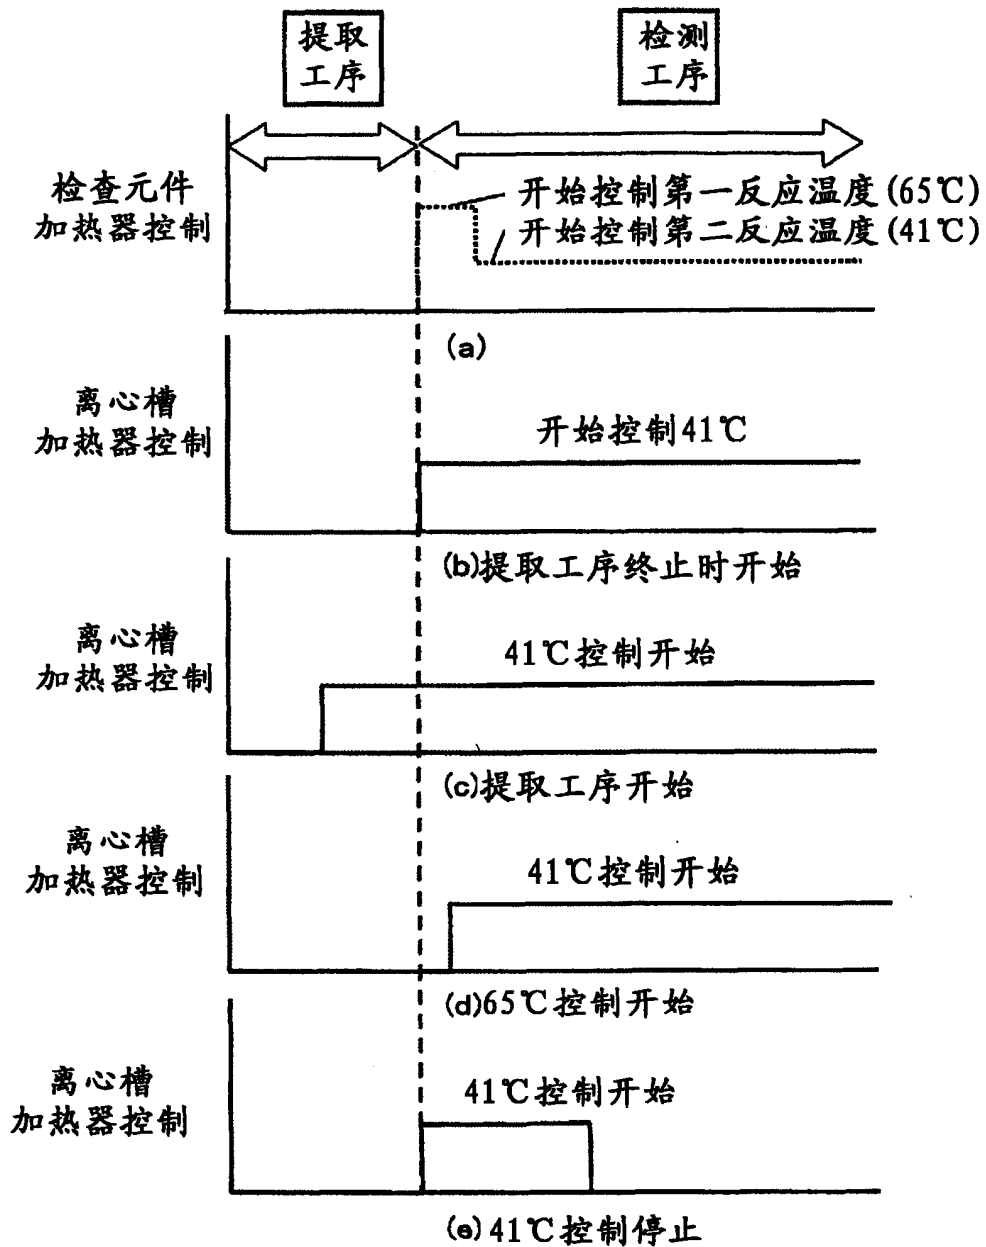 提取
工序
检测
工序
检查元件
加热器控制
开始控制第一反应温度(65℃)
开始控制第二反应温度(41℃)
(a)
离心槽
加热器控制
开始控制41℃
(b)提取工序终止时开始
离心槽
加热器控制
41℃控制开始
(c)提取工序开始
离心槽
加热器控制
41℃控制开始
(d)65℃控制开始
离心槽
加热器控制
41℃控制开始
(e)41℃控制停止